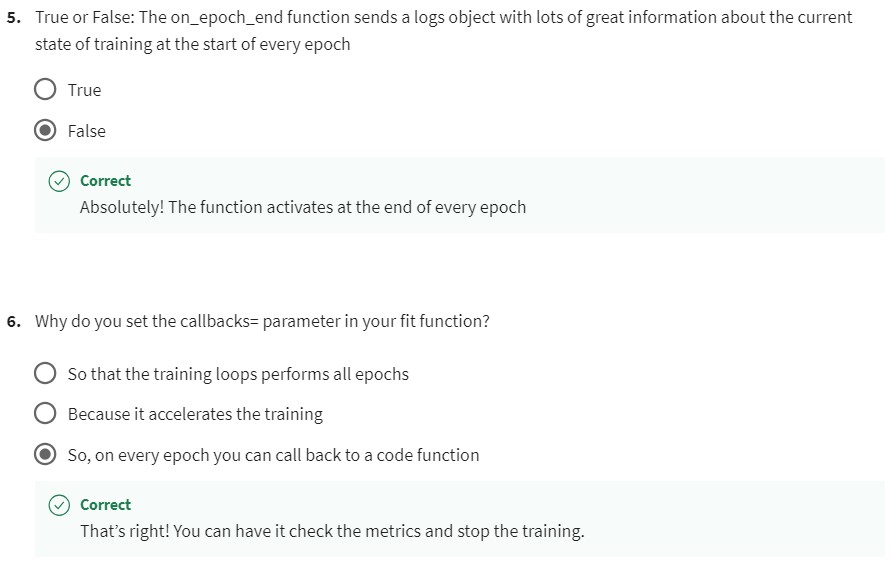 5. True or False: The on_epoch_end function sends a logs object with lots of great information about the current
state of training at the start of every epoch
True
False
Correct
Absolutely! The function activates at the end of every epoch
6. Why do you set the callbacks= parameter in your fit function?
So that the training loops performs all epochs
Because it accelerates the training
So, on every epoch you can call back to a code function
Correct
That's right! You can have it check the metrics and stop the training.